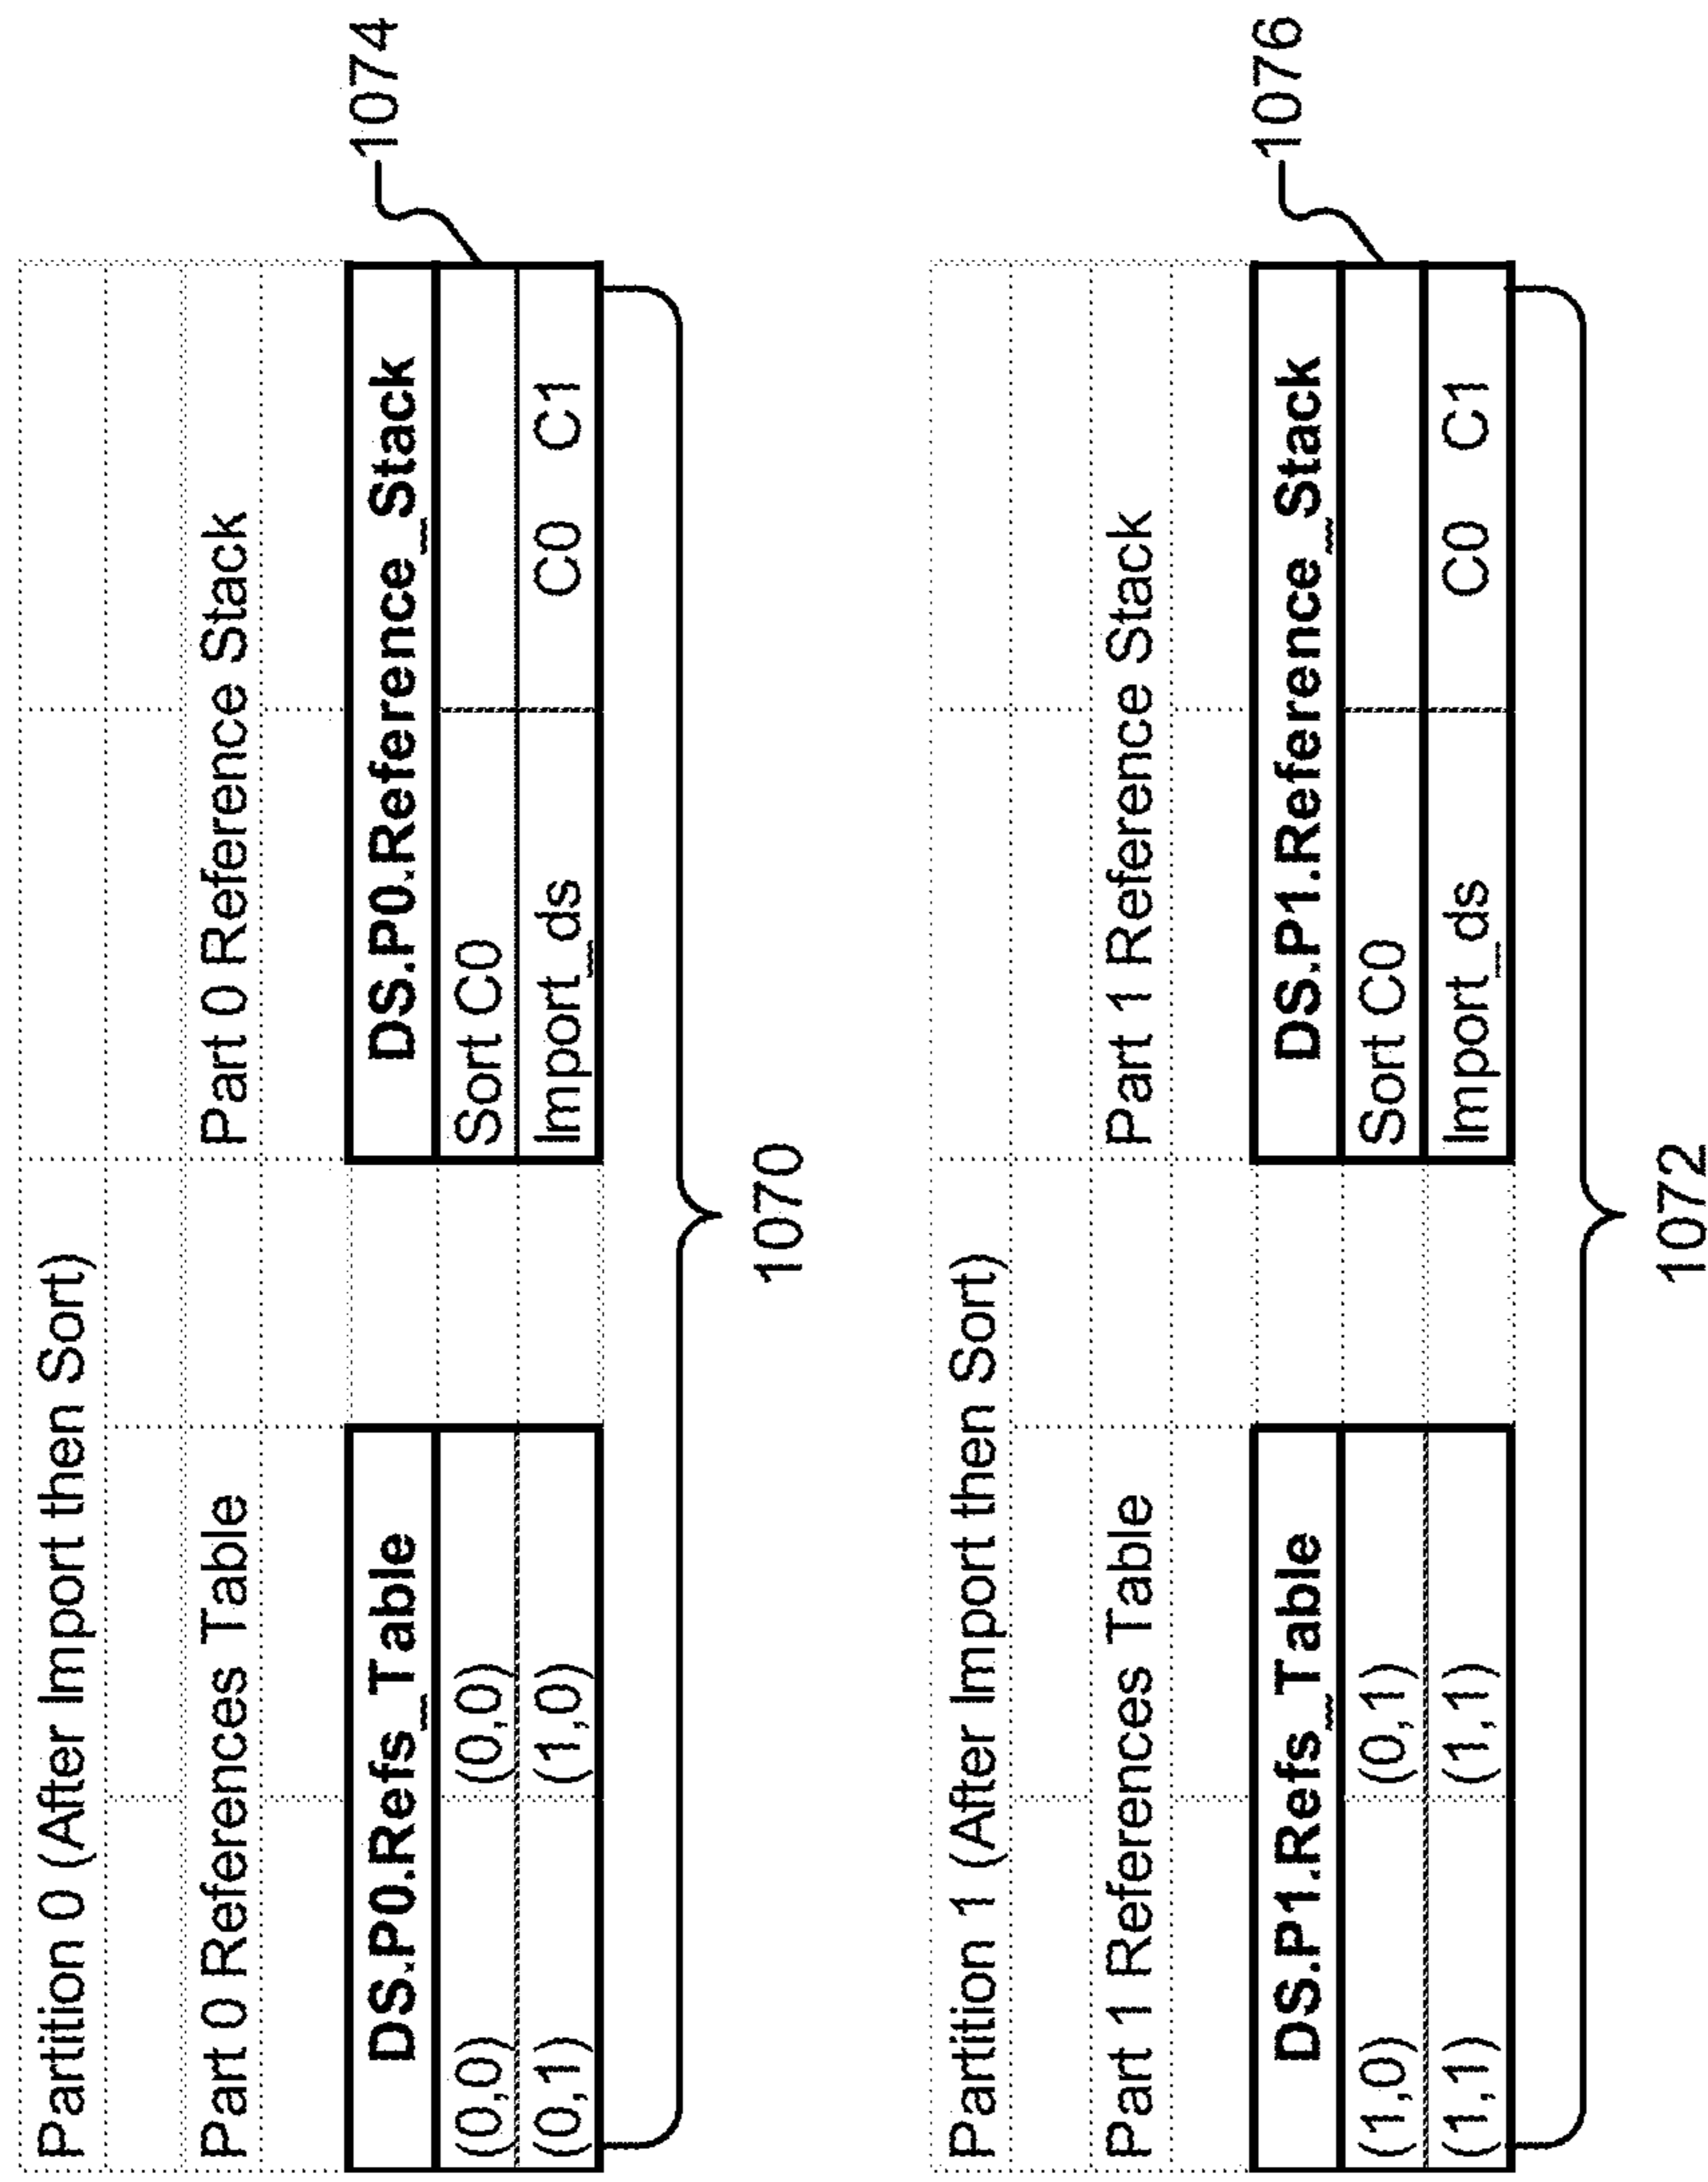 Partition 0 (After Import then Sort)
Part 0 References Table Part 0 Reference Stack
DS.P0.Refs_Table DS.P0.Reference_Stack
(0,0) (0,0) Sort C0
(0,1) (1,0) Import_ds C0 C1
1074
1070
Partition 1 (After Import then Sort)
Part 1 References Table Part 1 Reference Stack
DS.P1.Refs_Table DS.P1.Reference_Stack
(1,0) (0,1) Sort C0
(1,1) (1,1) Import_ds C0 C1
1076
1072